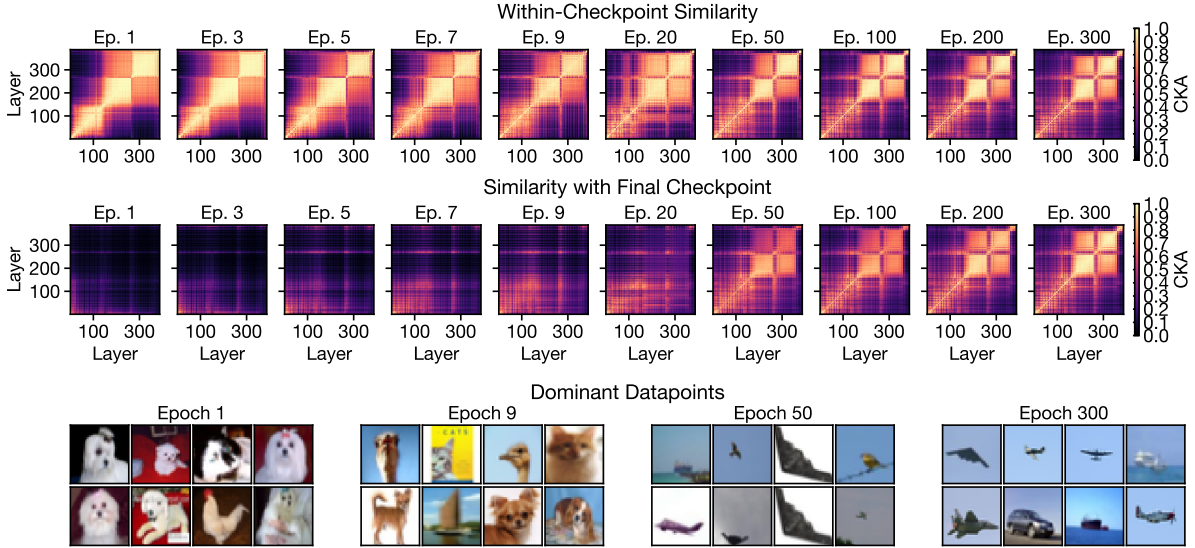 Within-Checkpoint Similarity
Ep. 1 Ep. 3 Ep. 5 Ep. 7 Ep. 9 Ep. 20 Ep. 50 Ep. 100 Ep. 200 Ep. 300
Layer
300
200
100
100 300 100 300 100 300 100 300 100 300 100 300 100 300 100 300 100 300 100 300
1.0
0.9
0.8
0.7
0.6
0.5
0.4
0.3
0.2
0.1
0.0
CKA
Similarity with Final Checkpoint
Ep. 1 Ep. 3 Ep. 5 Ep. 7 Ep. 9 Ep. 20 Ep. 50 Ep. 100 Ep. 200 Ep. 300
Layer
300
200
100
100 300 100 300 100 300 100 300 100 300 100 300 100 300 100 300 100 300 100 300
Layer Layer Layer Layer Layer Layer Layer Layer Layer Layer
1.0
0.9
0.8
0.7
0.6
0.5
0.4
0.3
0.2
0.1
0.0
CKA
Dominant Datapoints
Epoch 1 Epoch 9 Epoch 50 Epoch 300
CATS